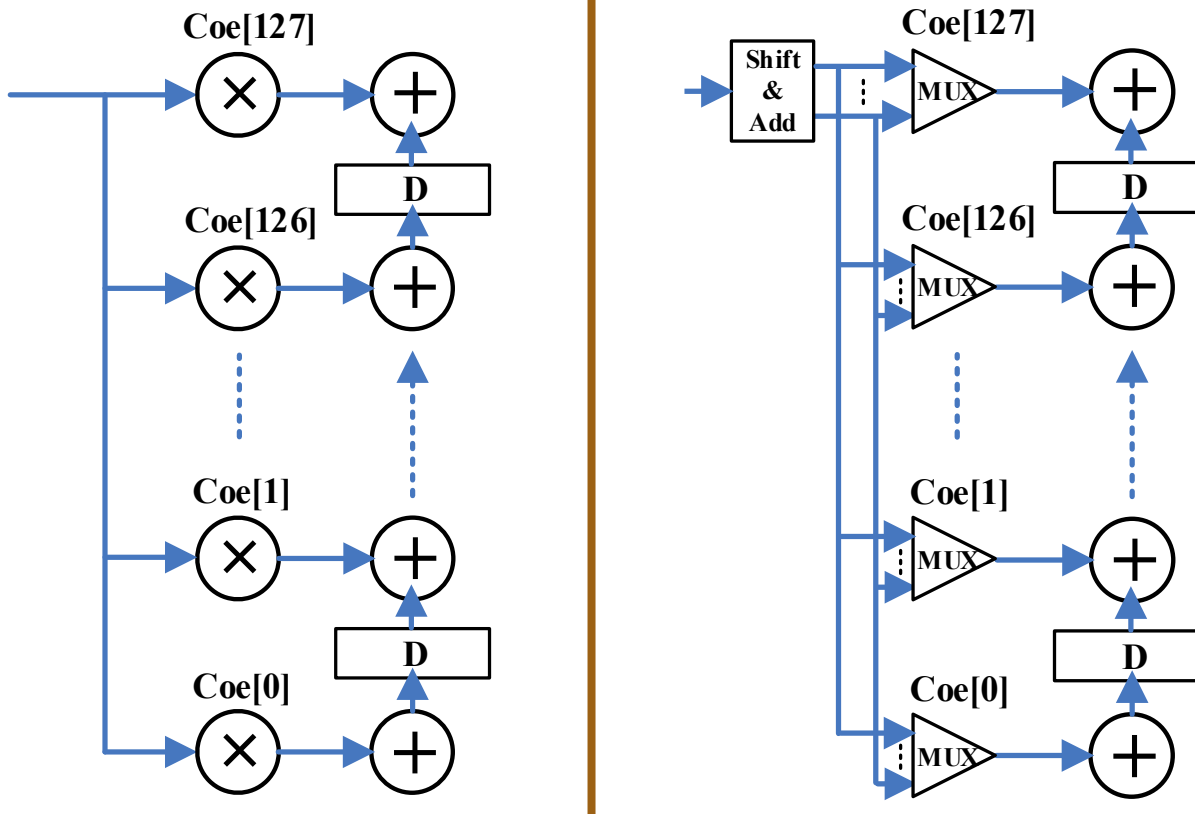 Coe[127]
D
Coe[126]
Coe[1]
D
Coe[0]
Shift
&
Add
Coe[127]
MUX
D
Coe[126]
MUX
Coe[1]
MUX
D
Coe[0]
MUX